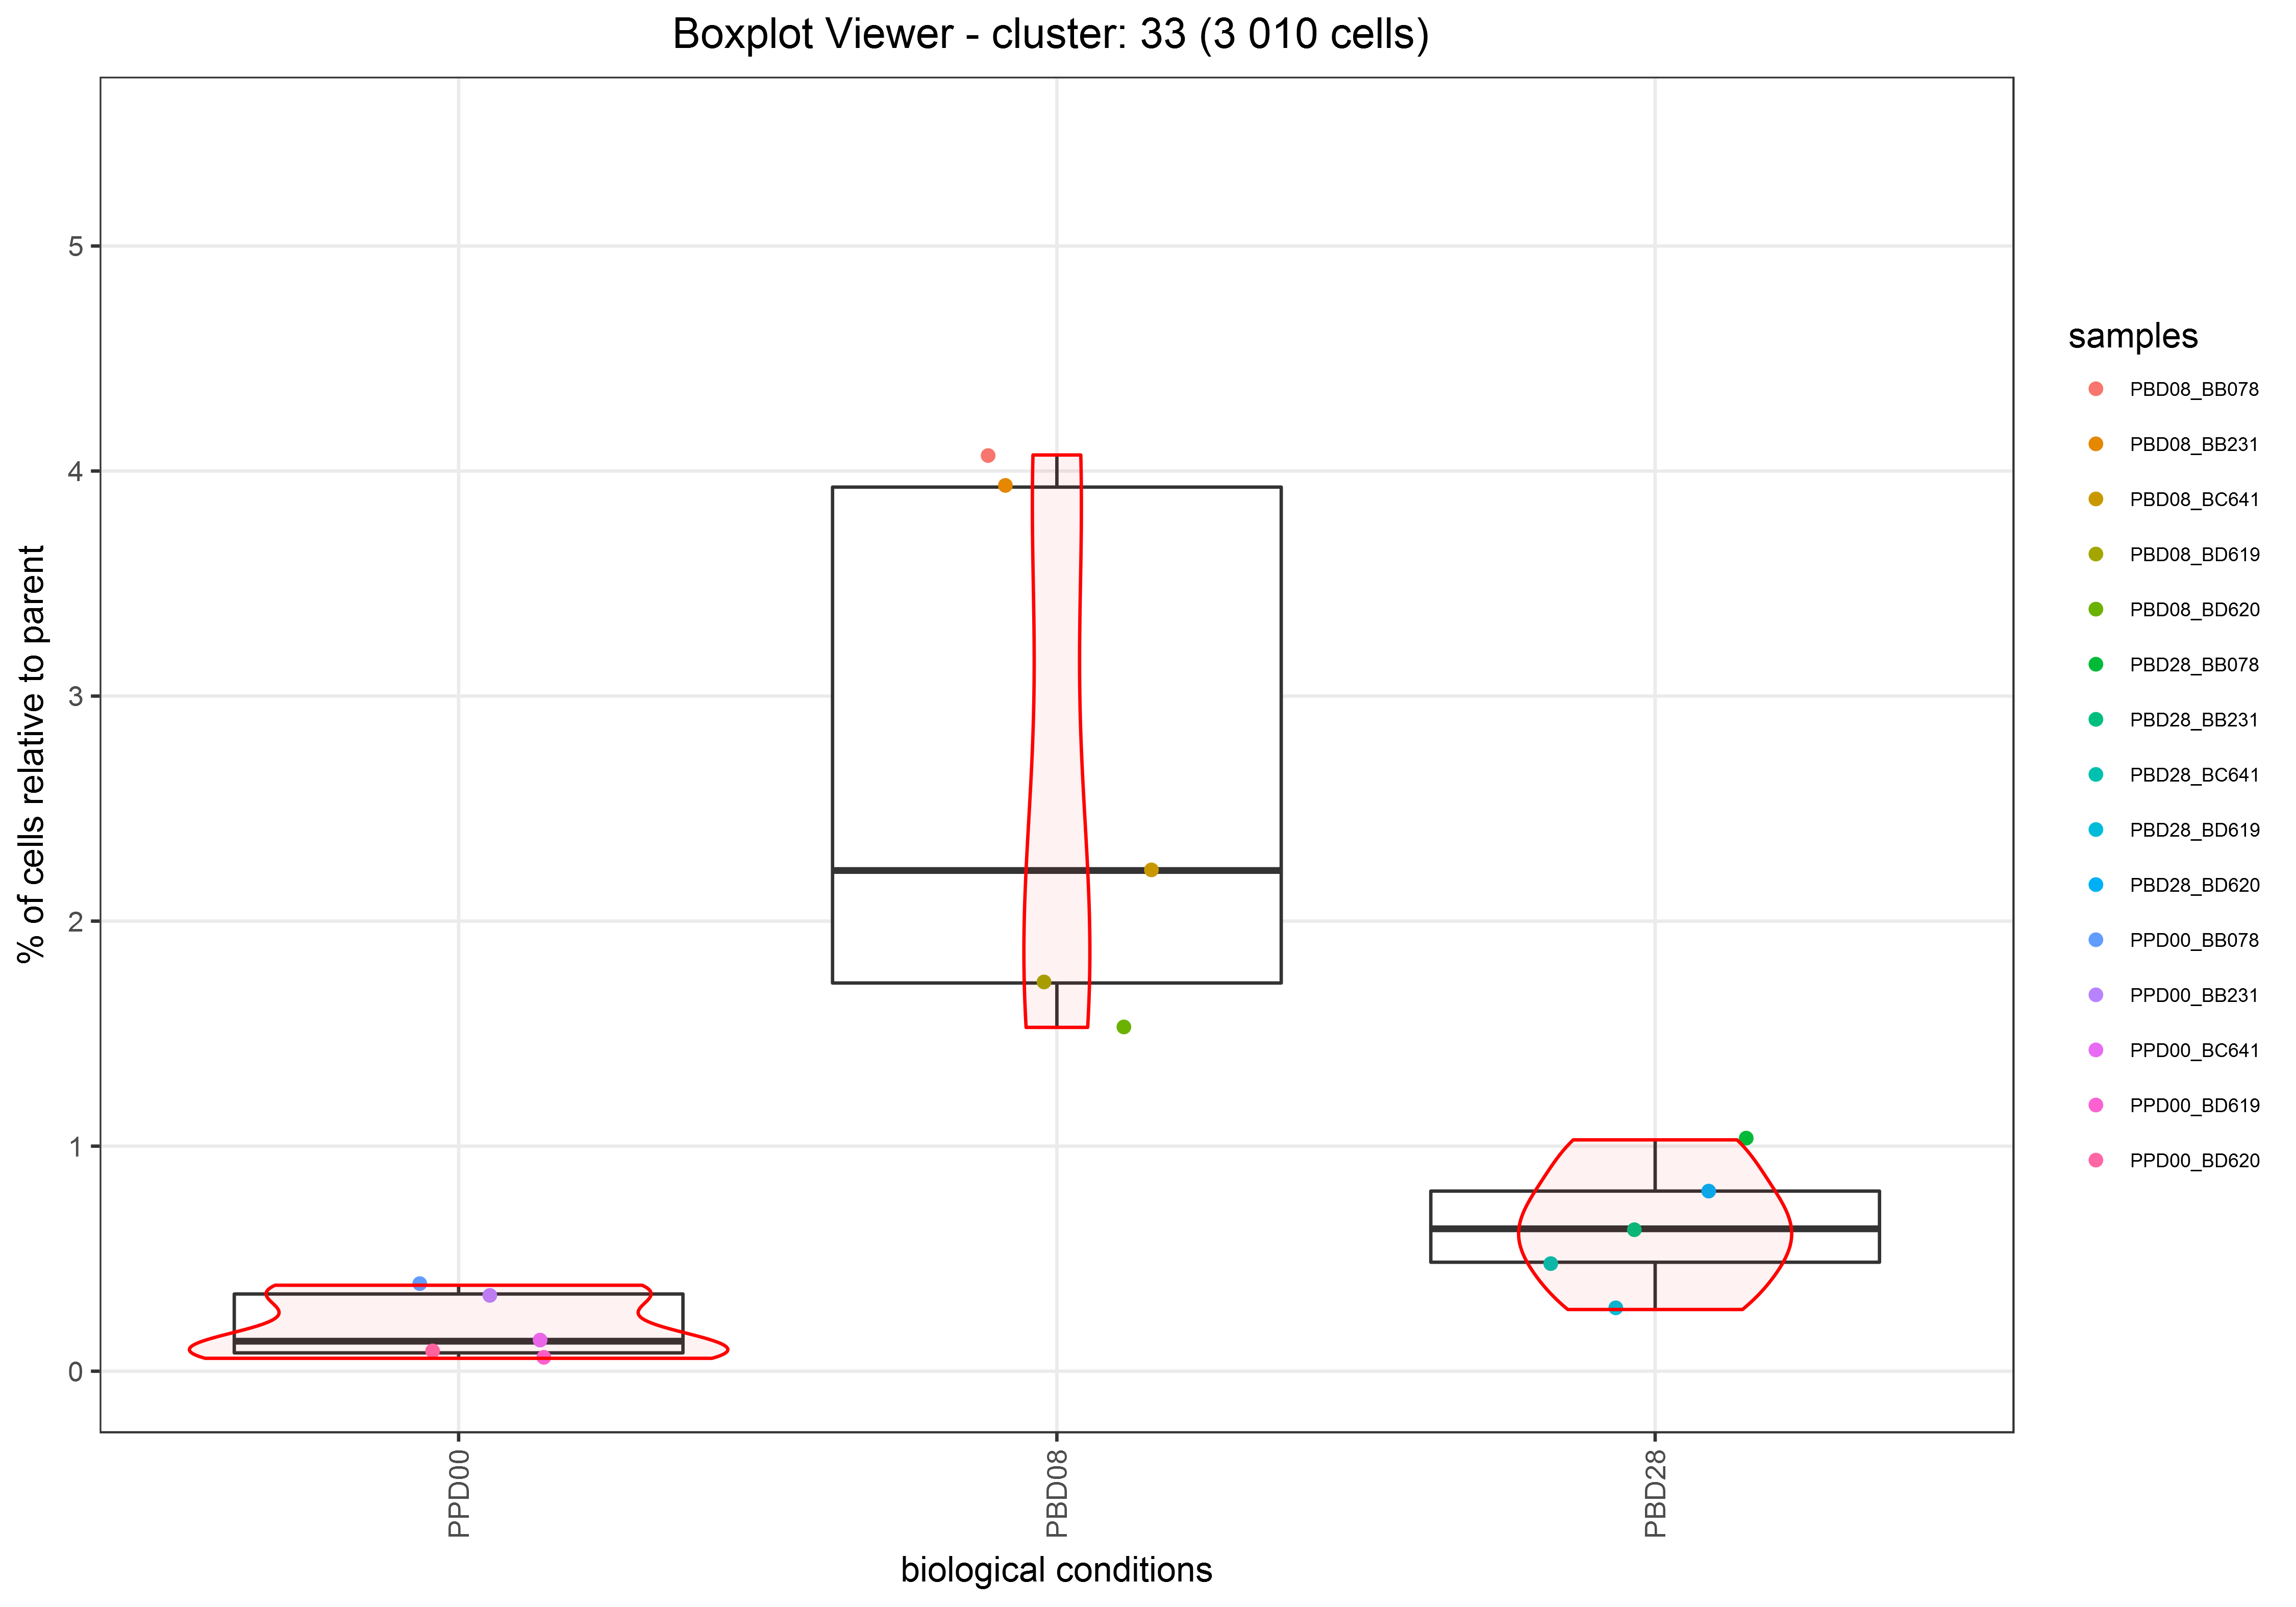 Boxplot Viewer - cluster: 33 (3 010 cells)
% of cells relative to parent
5
4
3
2
1
0
PPD00
PBD08
PBD28
biological conditions
samples
PBD08_BB078
PBD08_BB231
PBD08_BC641
PBD08_BD619
PBD08_BD620
PBD28_BB078
PBD28_BB231
PBD28_BC641
PBD28_BD619
PBD28_BD620
PPD00_BB078
PPD00_BB231
PPD00_BC641
PPD00_BD619
PPD00_BD620